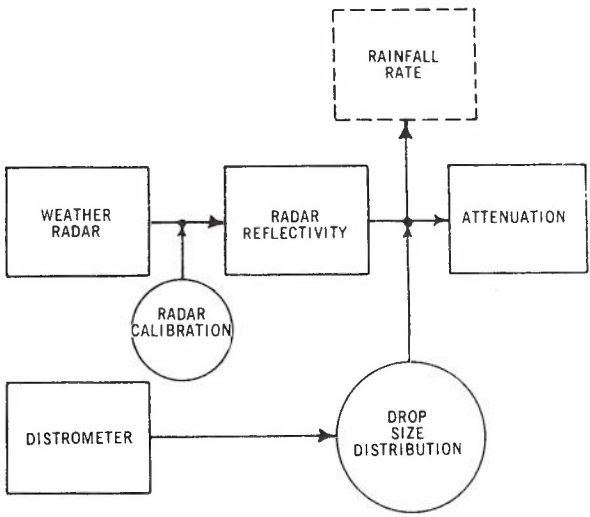 RAINFALL
RATE
WEATHER
RADAR
RADAR
REFLECTIVITY
ATTENUATION
RADAR
CALIBRATION
DISTROMETER
DROP
SIZE
DISTRIBUTION